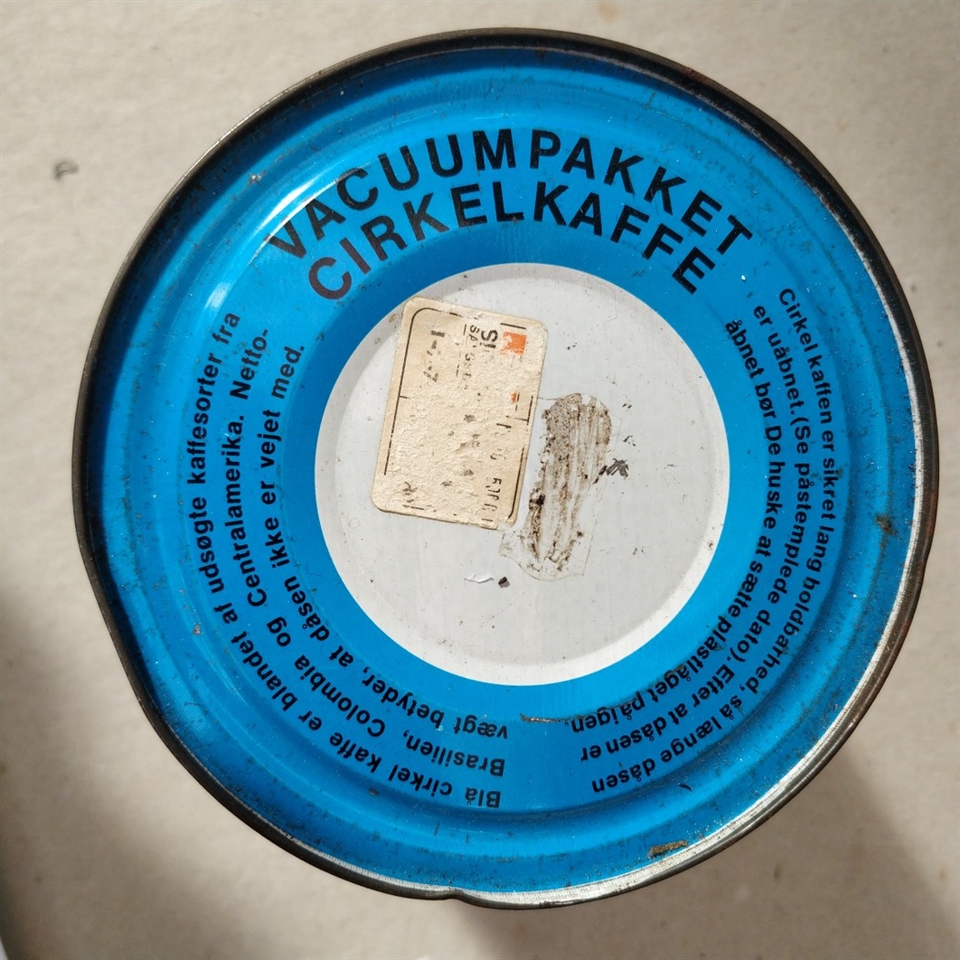 VACUUMPAKKET
CIRKELKAFFE
Blå cirkel kaffe er blandet af udsøgte kaffesorter fra
Brasilien, Colombia og Centralamerika. Netto-
vægt betyder, at dåsen ikke er vejet med.
Cirkel kaffen er sikret lang holdbarhed, så længe dåsen
er uåbnet. (Se påstemplede dato). Efter at dåsen er
åbnet bør De huske at sætte plastlåget på igen.